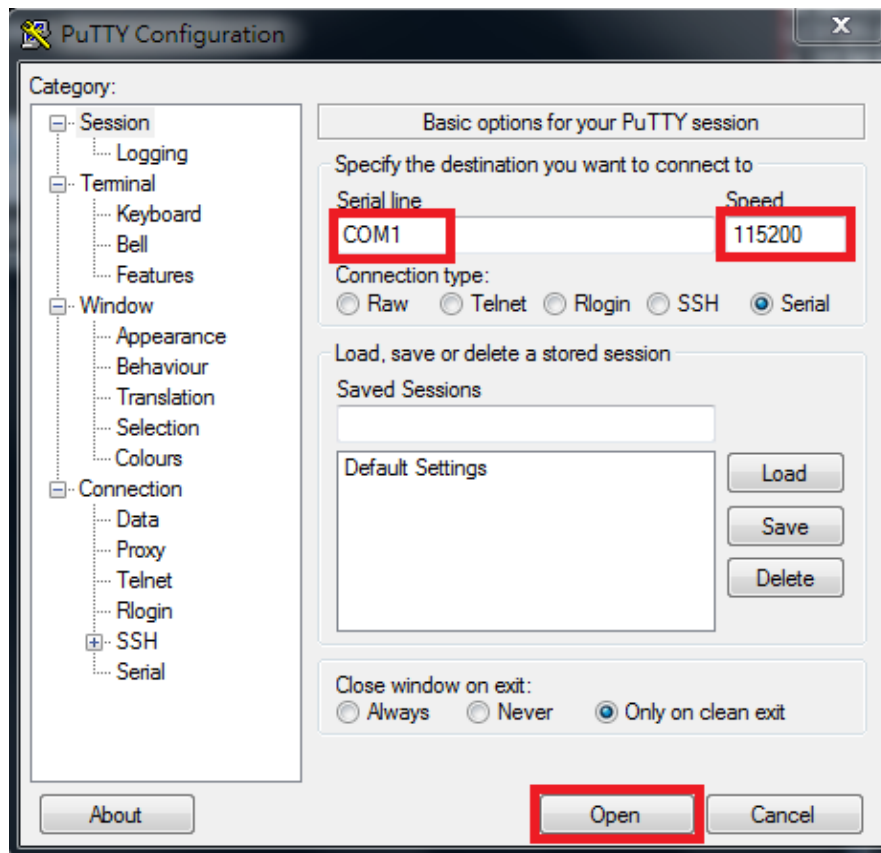 PuTTY Configuration
Category:
Session
Logging
Terminal
Keyboard
Bell
Features
Window
Appearance
Behaviour
Translation
Selection
Colours
Connection
Data
Proxy
Telnet
Rlogin
SSH
Serial
Basic options for your PuTTY session
Specify the destination you want to connect to
Serial line Speed
COM1 115200
Connection type:
Raw Telnet Rlogin SSH Serial
Load, save or delete a stored session
Saved Sessions
Default Settings
Load
Save
Delete
Close window on exit:
Always Never Only on clean exit
About Open Cancel